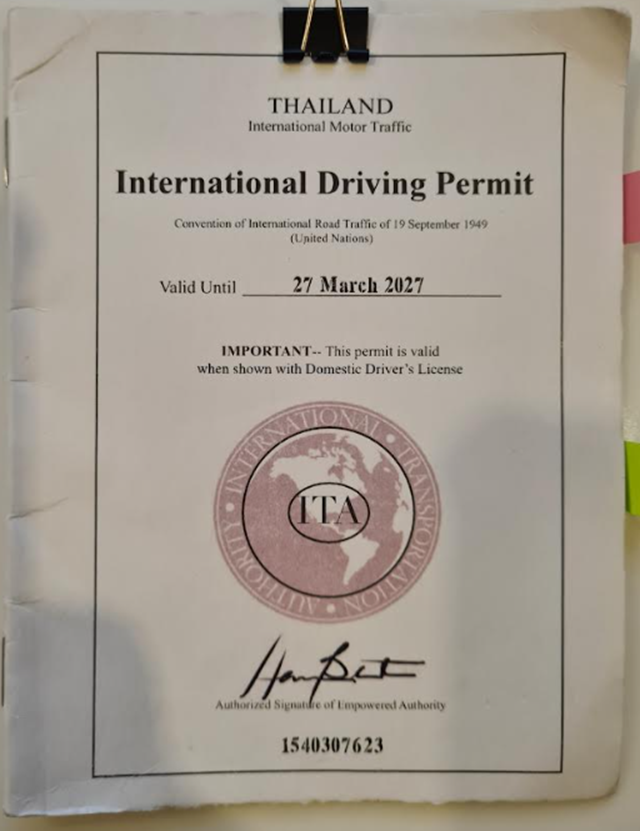 THAILAND
International Motor Traffic
International Driving Permit
Convention of International Road Traffic of 19 September 1949
(United Nations)
Valid Until 27 March 2027
IMPORTANT-- This permit is valid
when shown with Domestic Driver's License
INTERNATIONAL • TRANSPORTATION • AUTHORITY •
ITA
Authorized Signature of Empowered Authority
1540307623